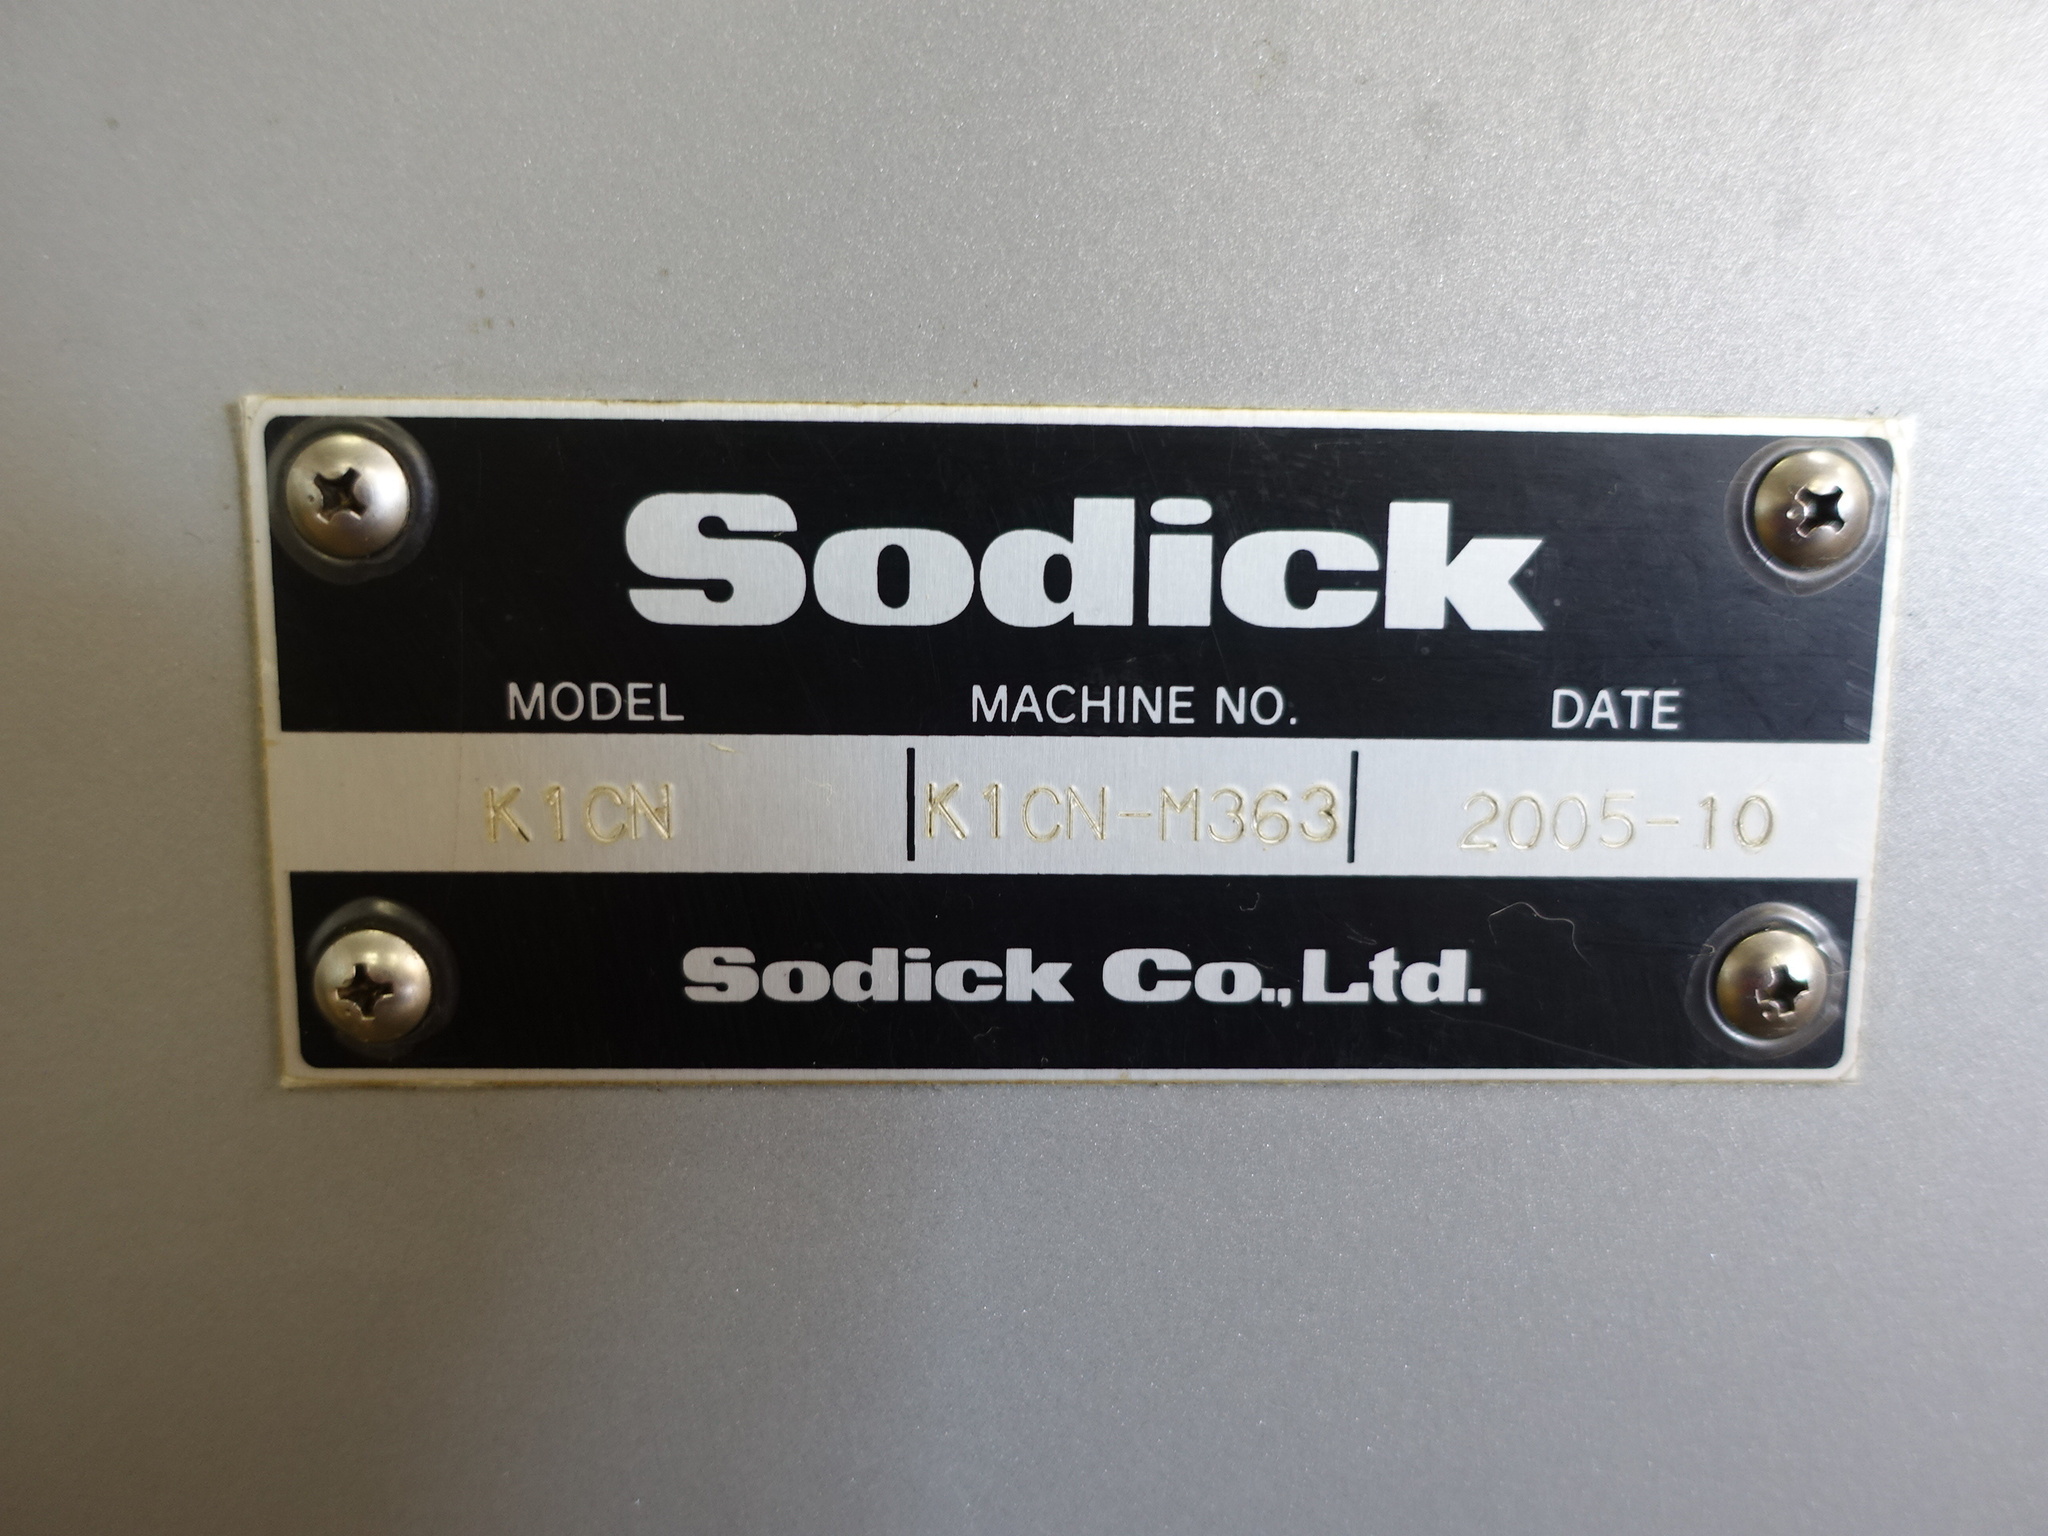 Sodick
MODEL MACHINE NO. DATE
K1CN K1CN-M363 2005-10
Sodick Co., Ltd.